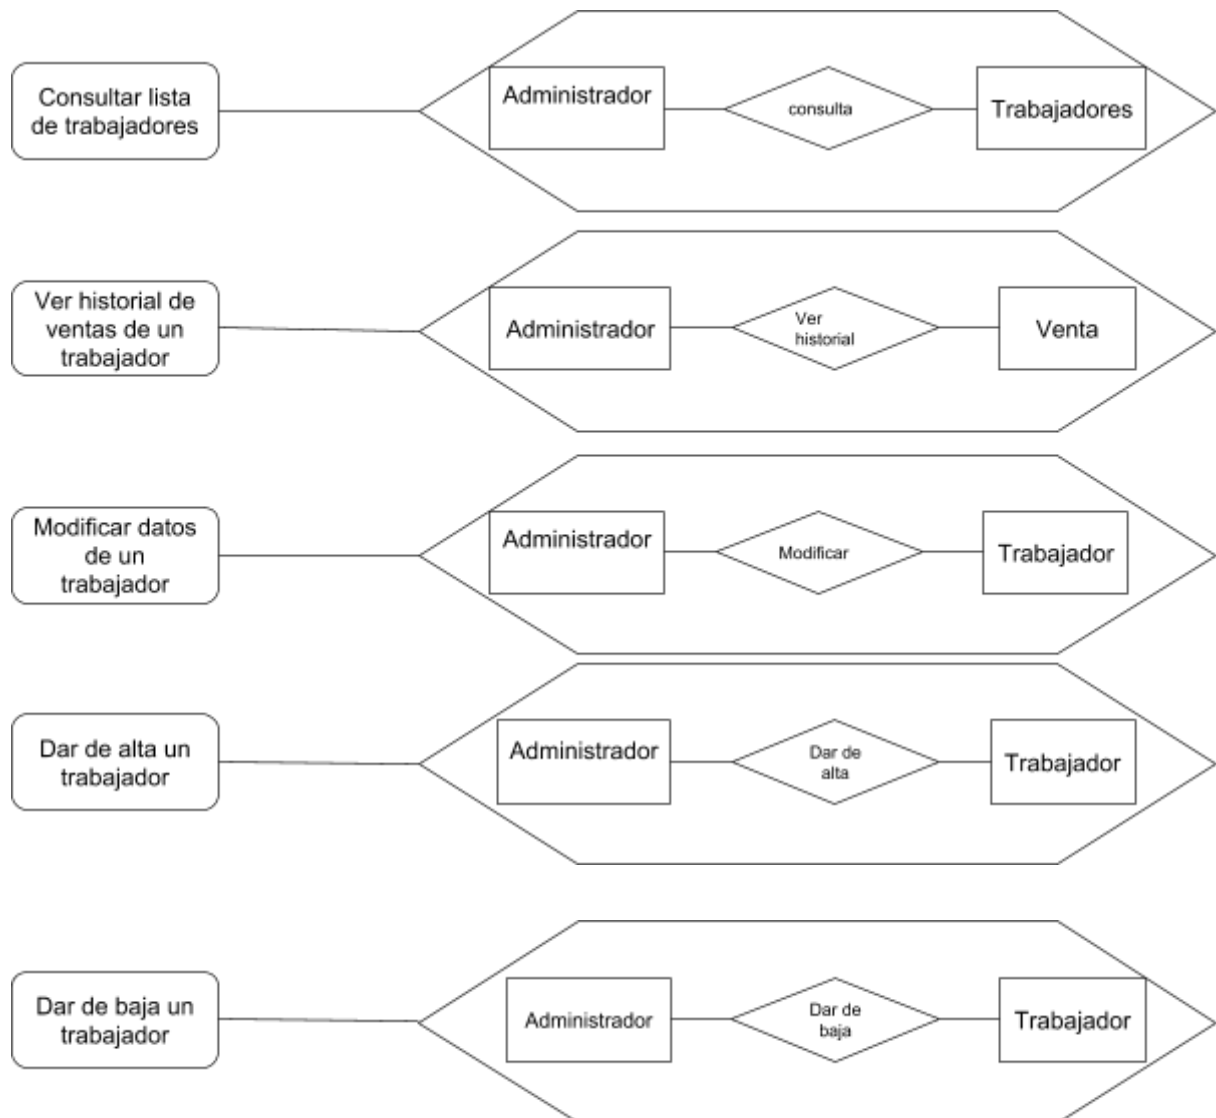 Consultar lista
de trabajadores
Administrador
consulta
Trabajadores
Ver historial de
ventas de un
trabajador
Administrador
Ver
historial
Venta
Modificar datos
de un
trabajador
Administrador
Modificar
Trabajador
Dar de alta un
trabajador
Administrador
Dar de
alta
Trabajador
Dar de baja un
trabajador
Administrador
Dar de
baja
Trabajador